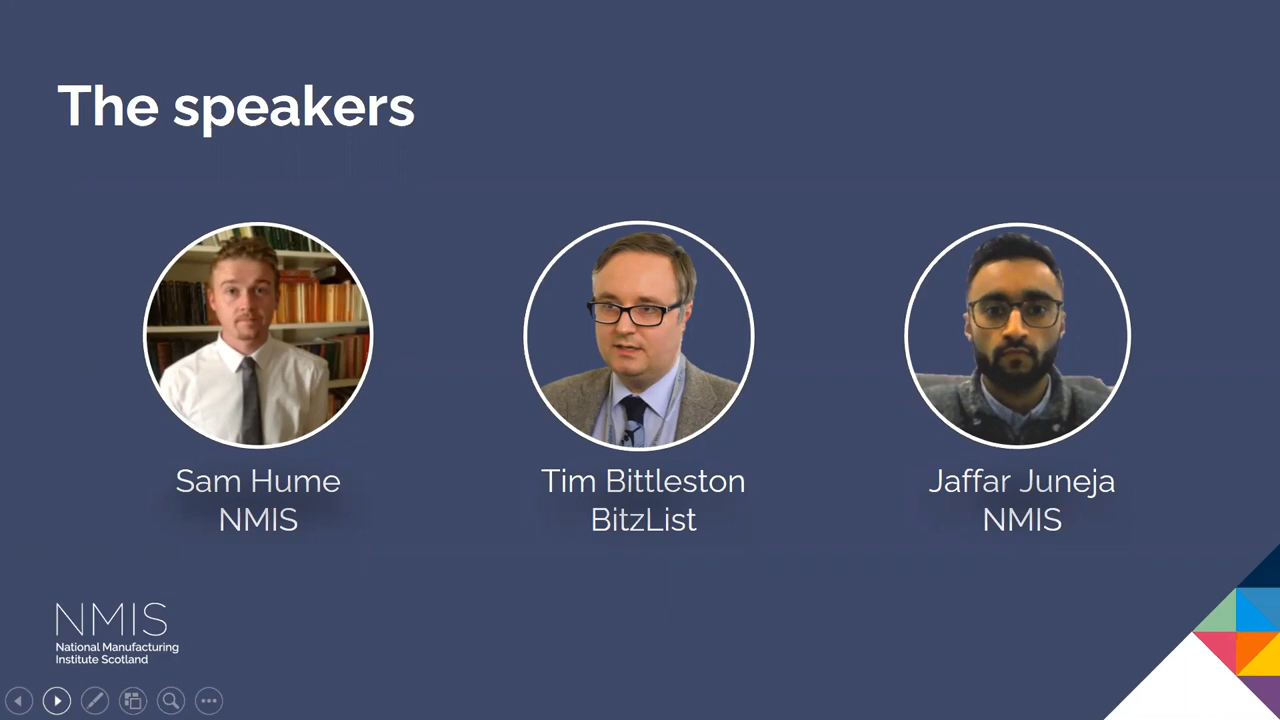 The speakers
Sam Hume
NMIS
Tim Bittleston
BitzList
Jaffar Juneja
NMIS
NMIS
National Manufacturing
Institute Scotland